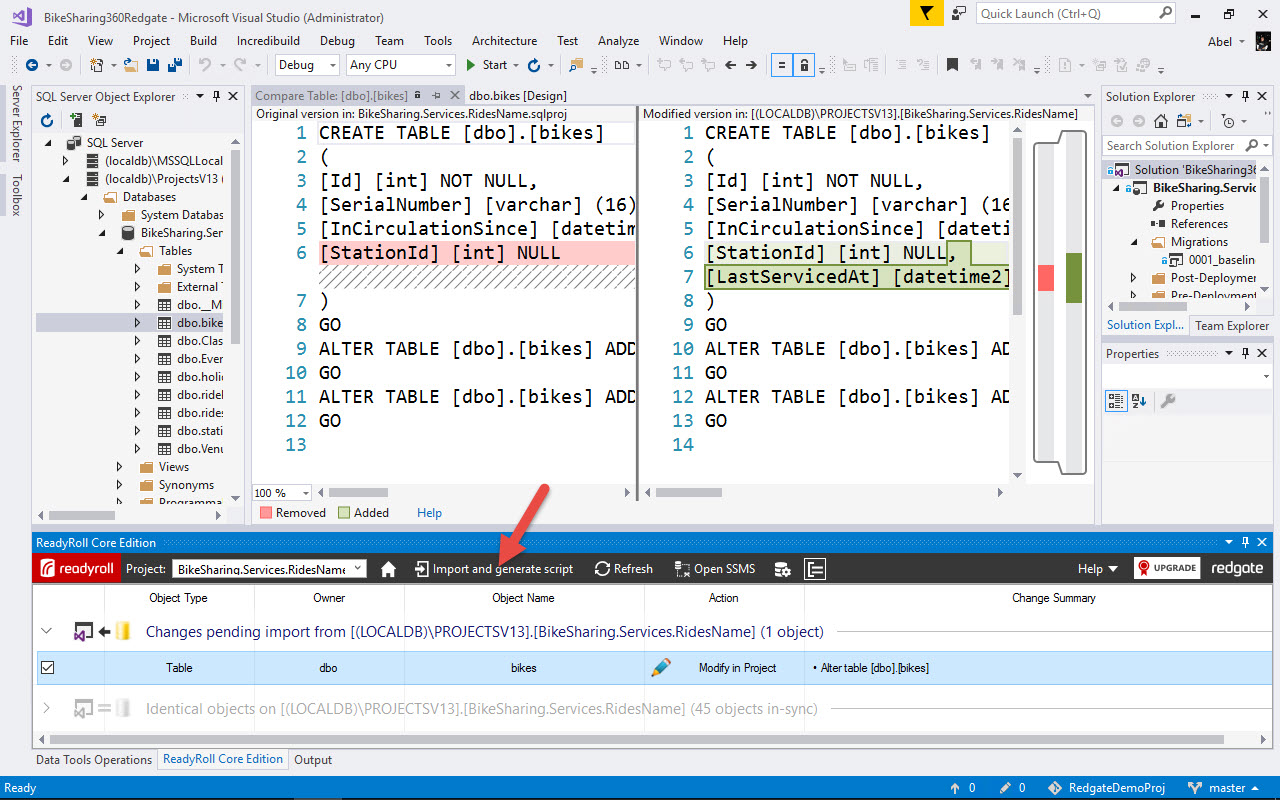 BikeSharing360Redgate - Microsoft Visual Studio (Administrator)
Quick Launch (Ctrl+Q)
File Edit View Project Build Incredibuild Debug Team Tools Architecture Test Analyze Window Help
Abel
Debug Any CPU Start
Server Explorer
Toolbox
SQL Server Object Explorer
SQL Server
(localdb)\MSSQLLocal
(localdb)\ProjectsV13
Databases
System Databas
BikeSharing.Ser
Tables
System T
External T
dbo.__M
dbo.bike
dbo.Clas
dbo.Even
dbo.holic
dbo.ridel
dbo.rides
dbo.stati
dbo.Venu
Views
Synonyms
Programma
Compare Table: [dbo].[bikes]
dbo.bikes [Design]
Original version in: BikeSharing.Services.RidesName.sqlproj
1 CREATE TABLE [dbo].[bikes]
2 (
3 [Id] [int] NOT NULL,
4 [SerialNumber] [varchar] (16)
5 [InCirculationSince] [datetim
6 [StationId] [int] NULL
7 )
8 GO
9 ALTER TABLE [dbo].[bikes] ADD
10 GO
11 ALTER TABLE [dbo].[bikes] ADD
12 GO
13
Modified version in: [(LOCALDB)\PROJECTSV13].[BikeSharing.Services.RidesName]
1 CREATE TABLE [dbo].[bikes]
2 (
3 [Id] [int] NOT NULL,
4 [SerialNumber] [varchar] (16
5 [InCirculationSince] [dateti
6 [StationId] [int] NULL,
7 [LastServicedAt] [datetime2]
8 )
9 GO
10 ALTER TABLE [dbo].[bikes] AD
11 GO
12 ALTER TABLE [dbo].[bikes] AD
13 GO
14
100 %
Removed Added Help
Solution Explorer
Search Solution Explorer
Solution 'BikeSharing36
BikeSharing.Servic
Properties
References
Migrations
0001_baselin
Post-Deploymer
Pre-Deployment
Solution Expl... Team Explorer
Properties
ReadyRoll Core Edition
readyroll Project: BikeSharing.Services.RidesName Import and generate script Refresh Open SSMS Help UPGRADE redgate
Object Type Owner Object Name Action Change Summary
Changes pending import from [(LOCALDB)\PROJECTSV13].[BikeSharing.Services.RidesName] (1 object)
Table dbo bikes Modify in Project • Alter table [dbo].[bikes]
Identical objects on [(LOCALDB)\PROJECTSV13].[BikeSharing.Services.RidesName] (45 objects in-sync)
Data Tools Operations ReadyRoll Core Edition Output
Ready 0 0 RedgateDemoProj master